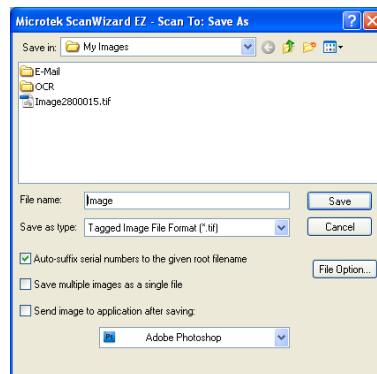 Microtek ScanWizard EZ - Scan To: Save As
Save in: My Images
E-Mail
OCR
Image2800015.tif
File name: Image Save
Save as type: Tagged Image File Format (*.tif) Cancel
Auto-suffix serial numbers to the given root filename
File Option...
Save multiple images as a single file
Send image to application after saving:
Adobe Photoshop